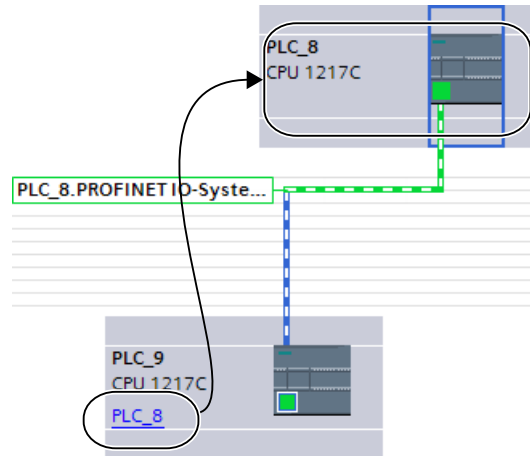 PLC_8
CPU 1217C
PLC_8.PROFINET IO-Syste...
PLC_9
CPU 1217C
PLC_8